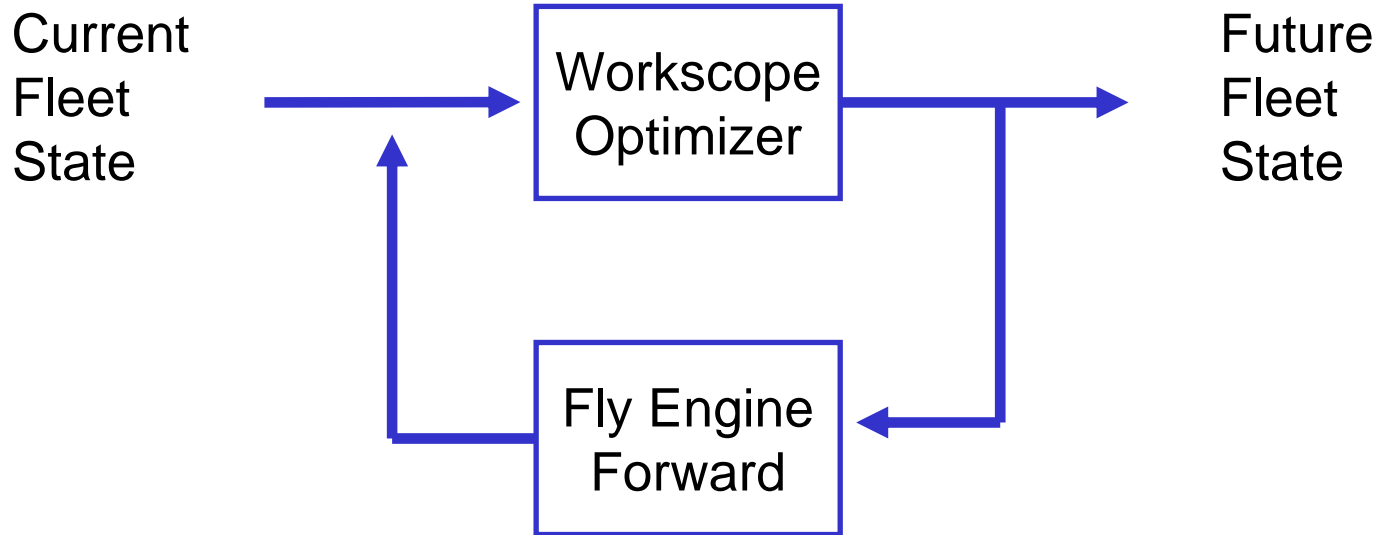 Current
Fleet
State
Workscope
Optimizer
Future
Fleet
State
Fly Engine
Forward